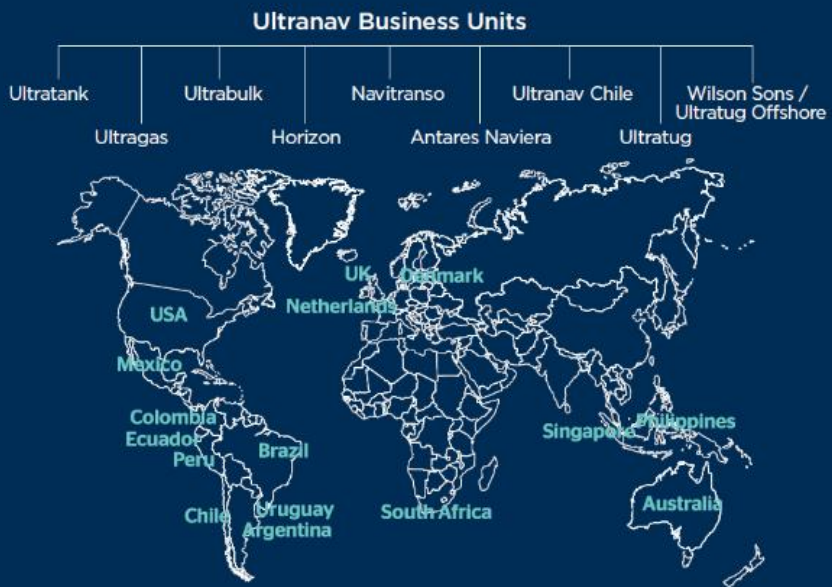 Ultranav Business Units
Ultratank
Ultrabulk
Navitranso
Ultranav Chile
Wilson Sons /
Ultratug Offshore
Ultragas
Horizon
Antares Naviera
Ultratug
UK
Denmark
Netherlands
USA
Mexico
Colombia
Ecuador
Peru
Brazil
Singapore
Philippines
Chile
Uruguay
Argentina
South Africa
Australia